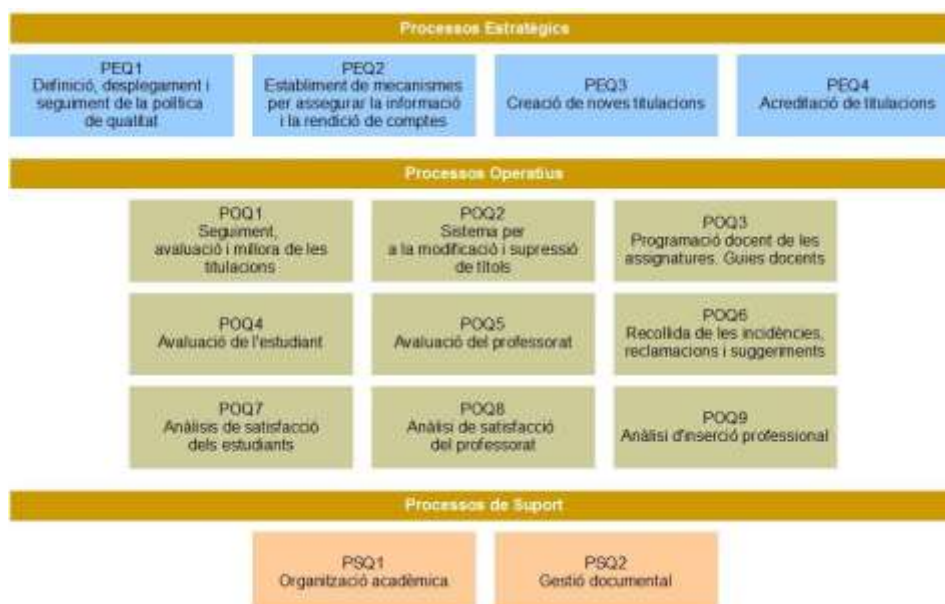 Processos Estratègics
PEQ1
Definició, desplegament i
seguiment de la política
de qualitat
PEQ2
Establiment de mecanismes
per assegurar la informació
i la rendició de comptes
PEQ3
Creació de noves titulacions
PEQ4
Acreditació de titulacions
Processos Operatius
POQ1
Seguiment,
avaluació i millora de les
titulacions
POQ2
Sistema per
a la modificació i supressió
de títols
POQ3
Programació docent de les
assignatures. Guies docents
POQ4
Avaluació de l'estudiant
POQ5
Avaluació del professorat
POQ6
Recollida de les incidències,
reclamacions i suggeriments
POQ7
Anàlisis de satisfacció
dels estudiants
POQ8
Anàlisi de satisfacció
del professorat
POQ9
Anàlisi d'inserció professional
Processos de Suport
PSQ1
Organització acadèmica
PSQ2
Gestió documental